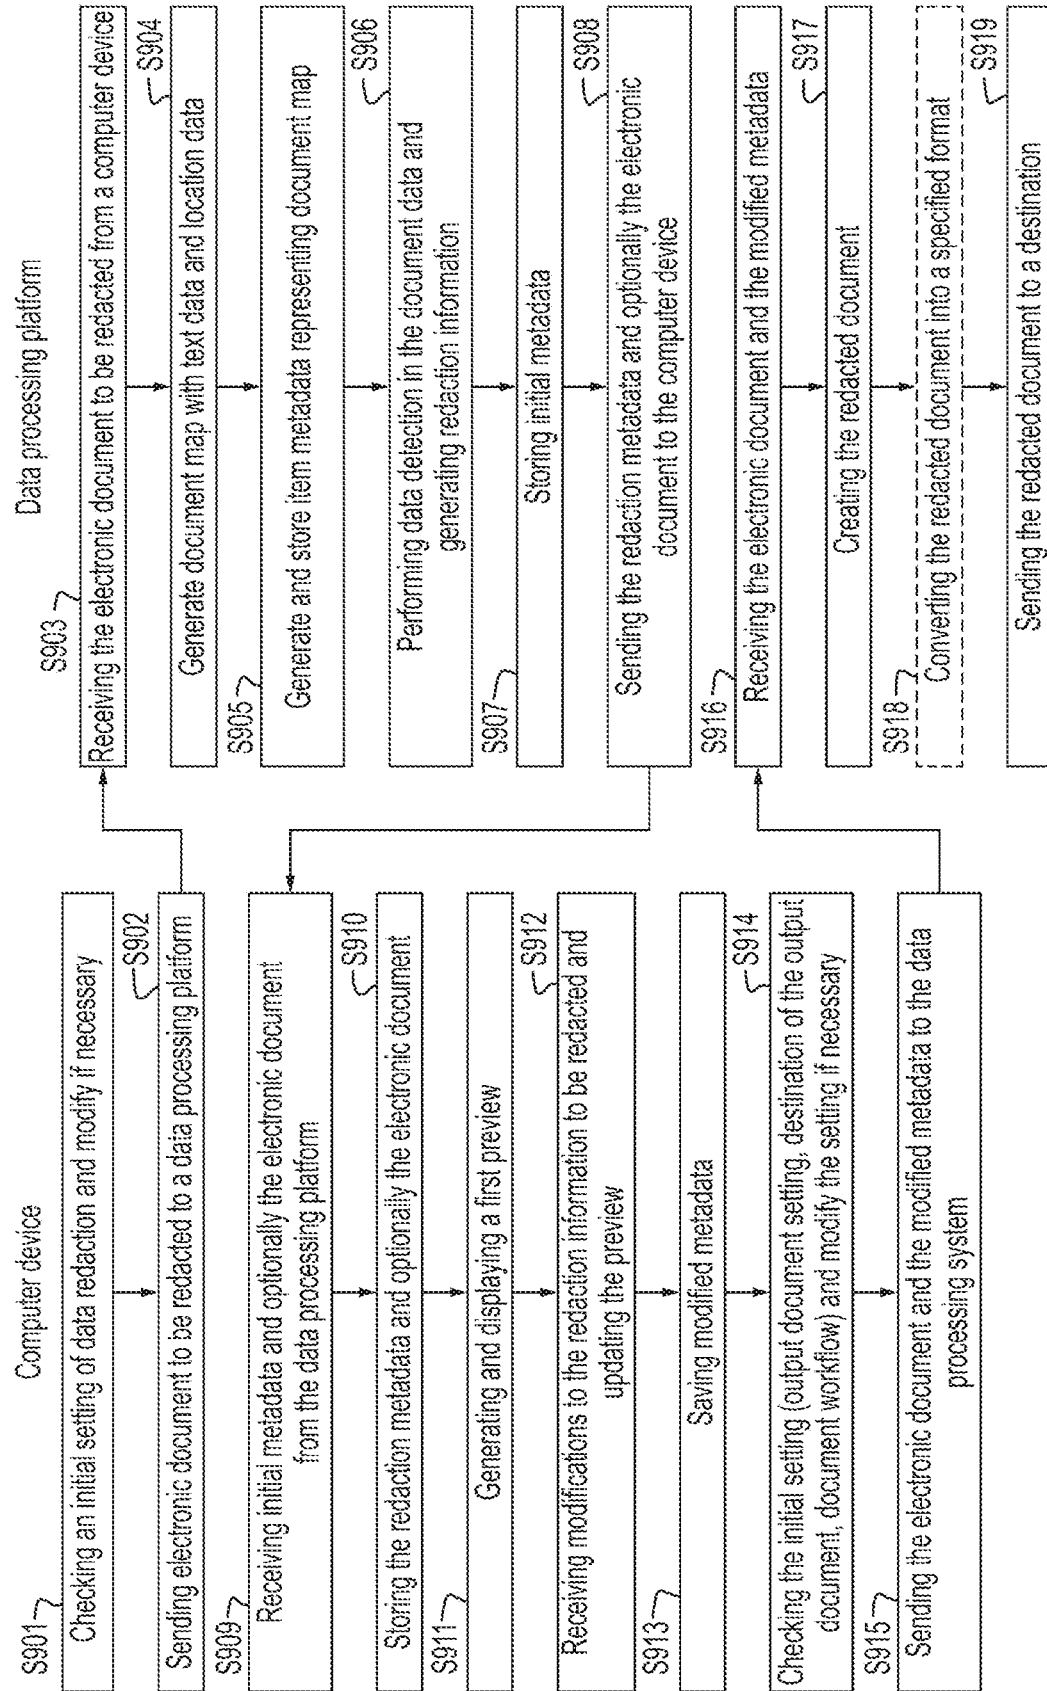 Computer device
S901
Checking an initial setting of data redaction and modify if necessary
S902
Sending electronic document to be redacted to a data processing platform
S909
Receiving initial metadata and optionally the electronic document
from the data processing platform
S910
Storing the redaction metadata and optionally the electronic document
S911
Generating and displaying a first preview
S912
Receiving modifications to the redaction information to be redacted and
updating the preview
S913
Saving modified metadata
S914
Checking the initial setting (output document setting, destination of the output
document, document workflow) and modify the setting if necessary
S915
Sending the electronic document and the modified metadata to the data
processing system
Data processing platform
S903
Receiving the electronic document to be redacted from a computer device
S904
Generate document map with text data and location data
S905
Generate and store item metadata representing document map
S906
Performing data detection in the document data and
generating redaction information
S907
Storing initial metadata
S908
Sending the redaction metadata and optionally the electronic
document to the computer device
S916
Receiving the electronic document and the modified metadata
S917
Creating the redacted document
S918
Converting the redacted document into a specified format
S919
Sending the redacted document to a destination